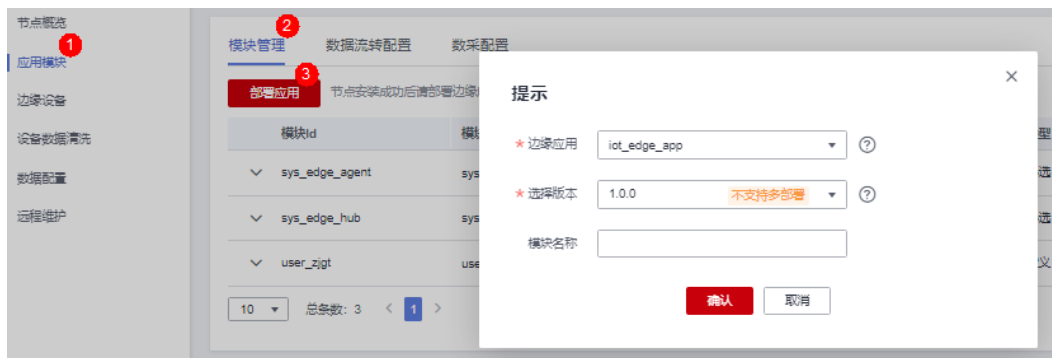 节点概览
1
应用模块
边缘设备
设备数据清洗
数据配置
远程维护
2
模块管理 数据流转配置 数采配置
3
部署应用 节点安装成功后请部署边缘
模块Id 模块 型
sys_edge_agent sys 选
sys_edge_hub sys 选
user_zjgt use 义
10 总条数: 3 < 1 >
提示
* 边缘应用 iot_edge_app ?
* 选择版本 1.0.0 不支持多部署 ?
模块名称
确认 取消